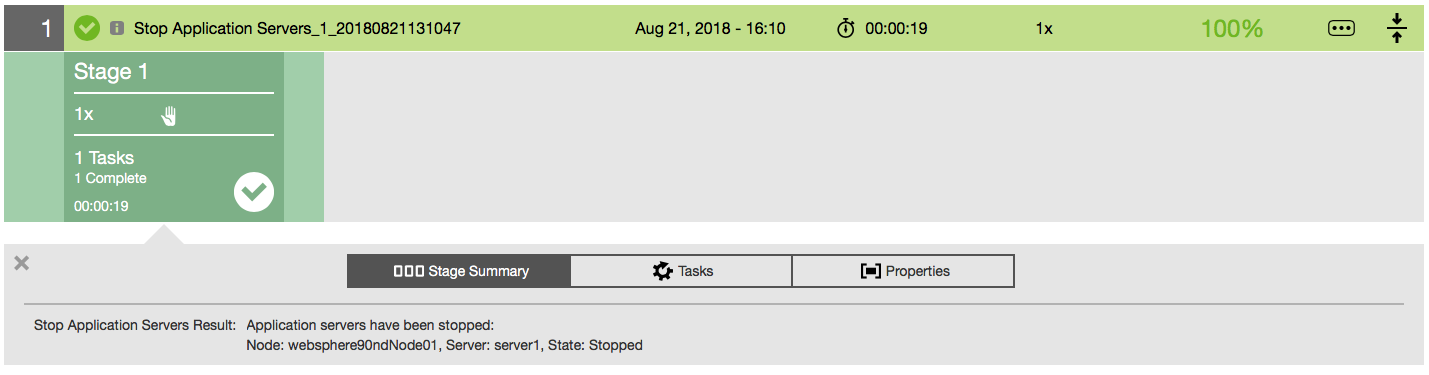 1 Stop Application Servers_1_20180821131047 Aug 21, 2018 - 16:10 00:00:19 1x 100%
Stage 1
1x
1 Tasks
1 Complete
00:00:19
Stage Summary Tasks Properties
Stop Application Servers Result: Application servers have been stopped:
Node: websphere90ndNode01, Server: server1, State: Stopped